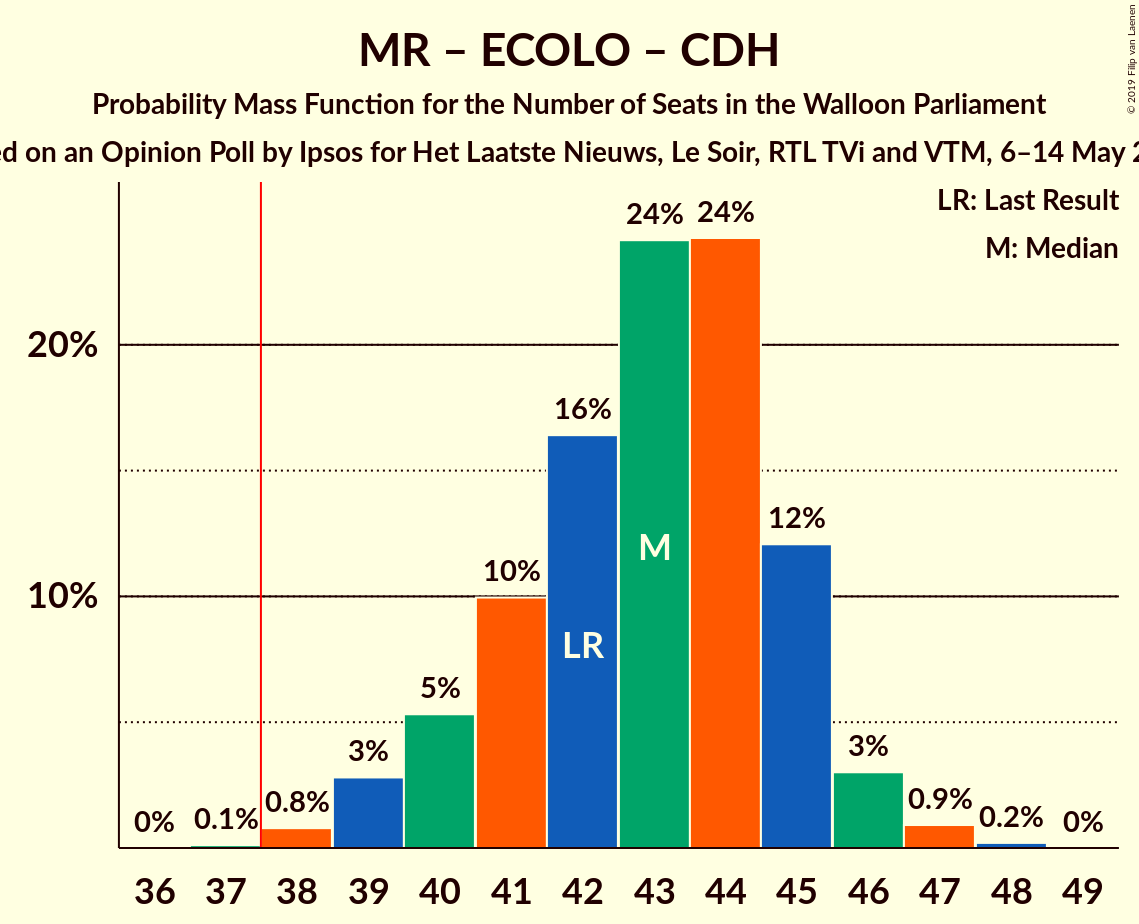 MR – ECOLO – CDH
Probability Mass Function for the Number of Seats in the Walloon Parliament
on an Opinion Poll by Ipsos for Het Laatste Nieuws, Le Soir, RTL TVi and VTM, 6–14 May
© 2019 Filip van Laenen
LR: Last Result
M: Median
24% 24%
20%
16%
12%
M
10%
10%
LR
5%
3%
3%
0.8%
0.9%
0% 0.1%
0.2% 0%
36 37 38 39 40 41 42 43 44 45 46 47 48 49